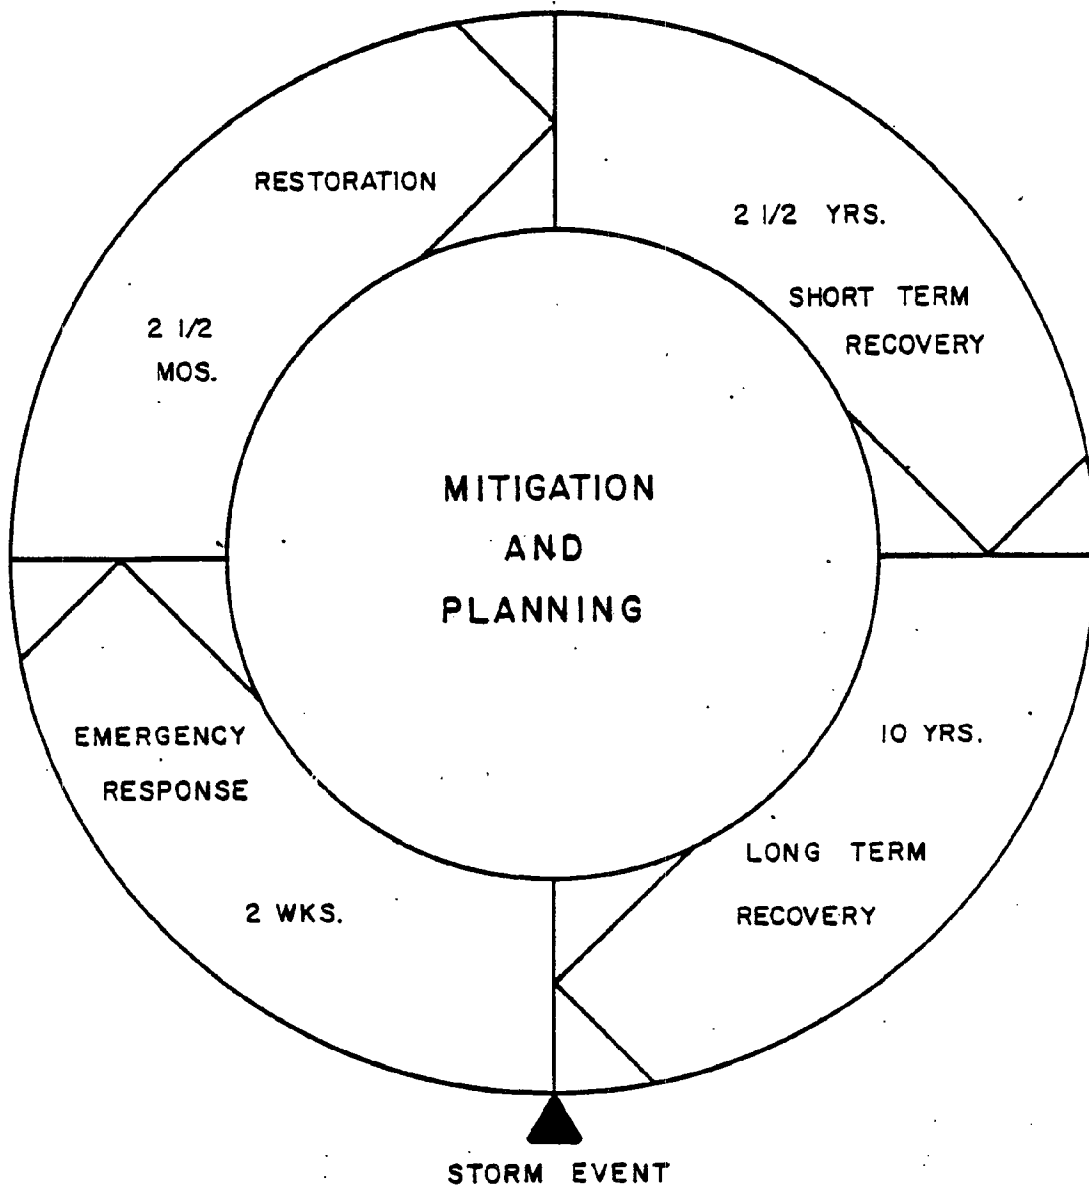 RESTORATION
2 1/2
MOS.
2 1/2 YRS.
SHORT TERM
RECOVERY
MITIGATION
AND
PLANNING
EMERGENCY
RESPONSE
2 WKS.
10 YRS.
LONG TERM
RECOVERY
STORM EVENT